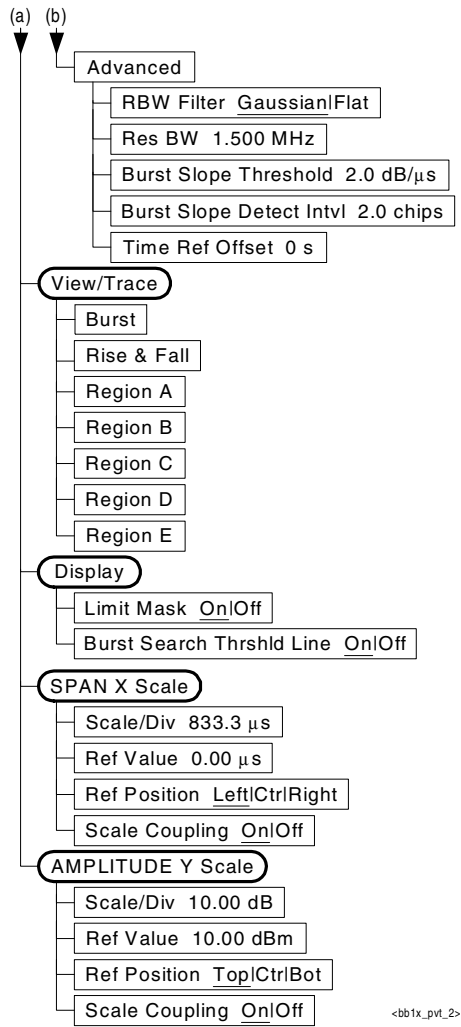 (a) (b)
Advanced
RBW Filter Gaussian|Flat
Res BW 1.500 MHz
Burst Slope Threshold 2.0 dB/μs
Burst Slope Detect Intvl 2.0 chips
Time Ref Offset 0 s
View/Trace
Burst
Rise & Fall
Region A
Region B
Region C
Region D
Region E
Display
Limit Mask On|Off
Burst Search Thrshld Line On|Off
SPAN X Scale
Scale/Div 833.3 μs
Ref Value 0.00 μs
Ref Position Left|Ctr|Right
Scale Coupling On|Off
AMPLITUDE Y Scale
Scale/Div 10.00 dB
Ref Value 10.00 dBm
Ref Position Top|Ctr|Bot
Scale Coupling On|Off
<bb1x_pvt_2>